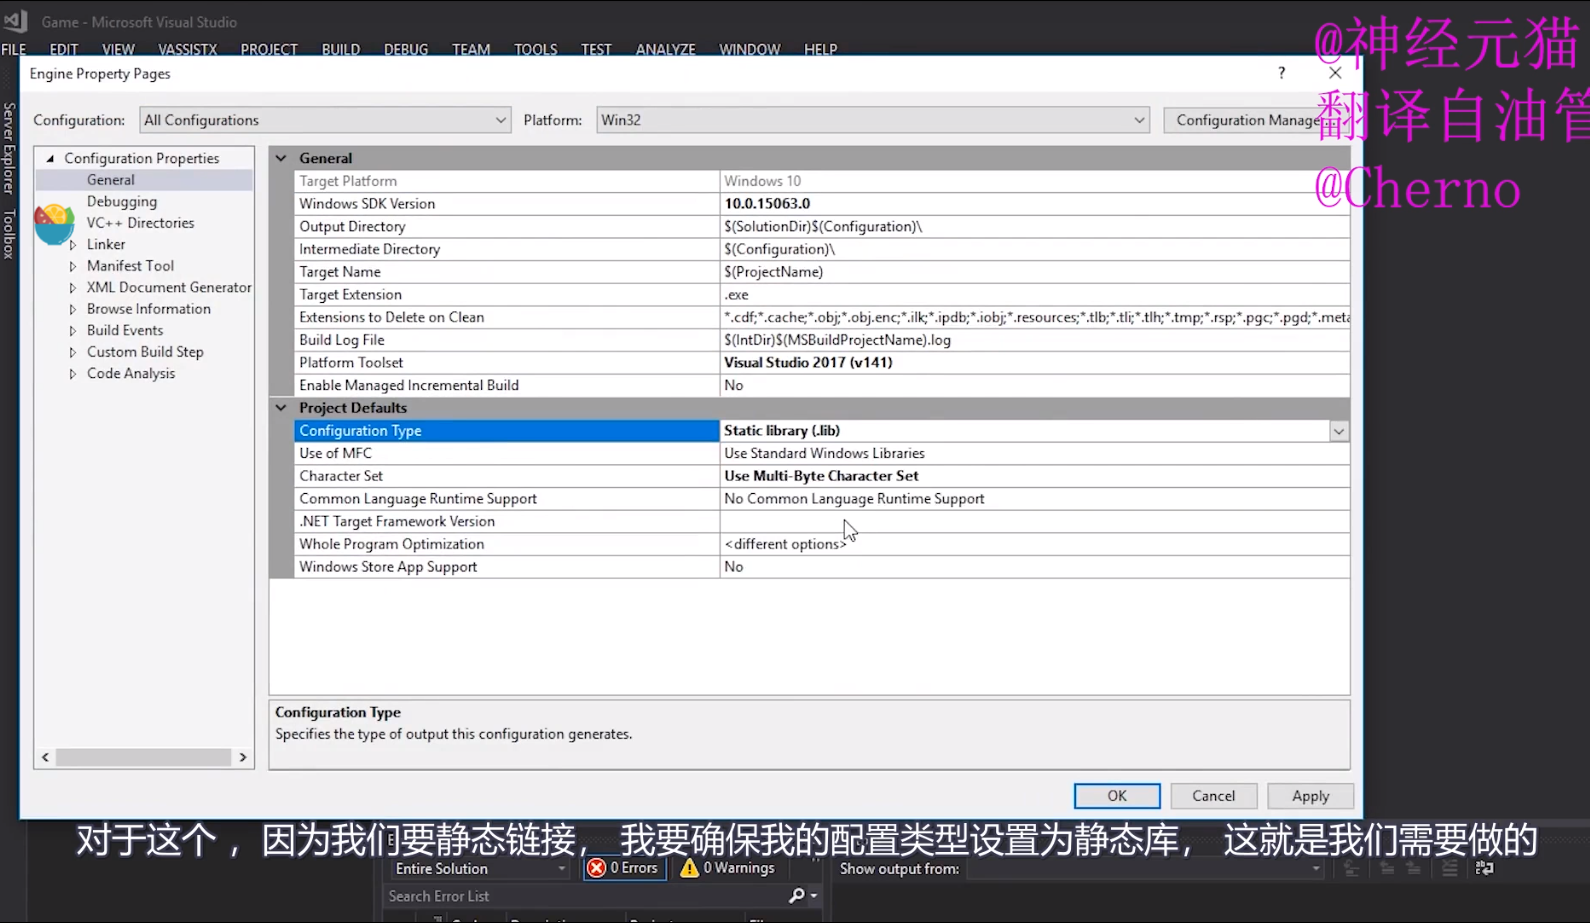 Game - Microsoft Visual Studio
FILE EDIT VIEW VASSISTX PROJECT BUILD DEBUG TEAM TOOLS TEST ANALYZE WINDOW HELP
@神经元猫
翻译自油管
@Cherno
Server Explorer
Toolbox
Engine Property Pages
?
Configuration: All Configurations Platform: Win32 Configuration Manage
Configuration Properties
General
Debugging
VC++ Directories
Linker
Manifest Tool
XML Document Generator
Browse Information
Build Events
Custom Build Step
Code Analysis
General
Target Platform Windows 10
Windows SDK Version 10.0.15063.0
Output Directory $(SolutionDir)$(Configuration)\
Intermediate Directory $(Configuration)\
Target Name $(ProjectName)
Target Extension .exe
Extensions to Delete on Clean *.cdf;*.cache;*.obj;*.obj.enc;*.ilk;*.ipdb;*.iobj;*.resources;*.tlb;*.tli;*.tlh;*.tmp;*.rsp;*.pgc;*.pgd;*.meta
Build Log File $(IntDir)$(MSBuildProjectName).log
Platform Toolset Visual Studio 2017 (v141)
Enable Managed Incremental Build No
Project Defaults
Configuration Type Static library (.lib)
Use of MFC Use Standard Windows Libraries
Character Set Use Multi-Byte Character Set
Common Language Runtime Support No Common Language Runtime Support
.NET Target Framework Version
Whole Program Optimization <different options>
Windows Store App Support No
Configuration Type
Specifies the type of output this configuration generates.
OK Cancel Apply
对于这个，因为我们要静态链接，我要确保我的配置类型设置为静态库，这就是我们需要做的
Entire Solution 0 Errors 0 Warnings Show output from:
Search Error List